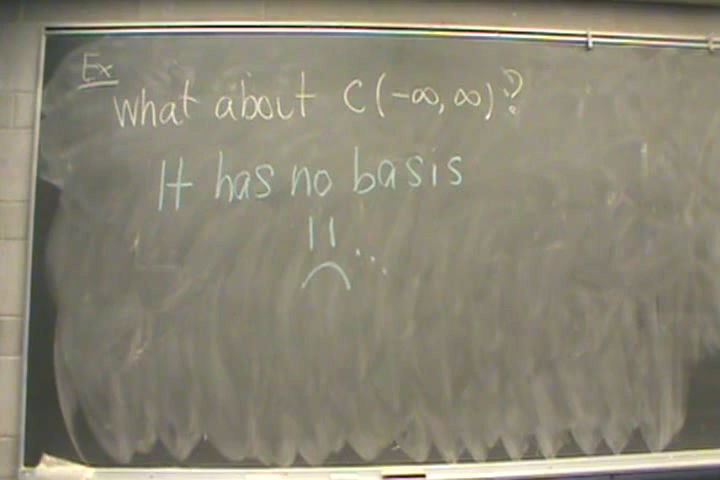 Ex
What about C(-∞, ∞)?
It has no basis